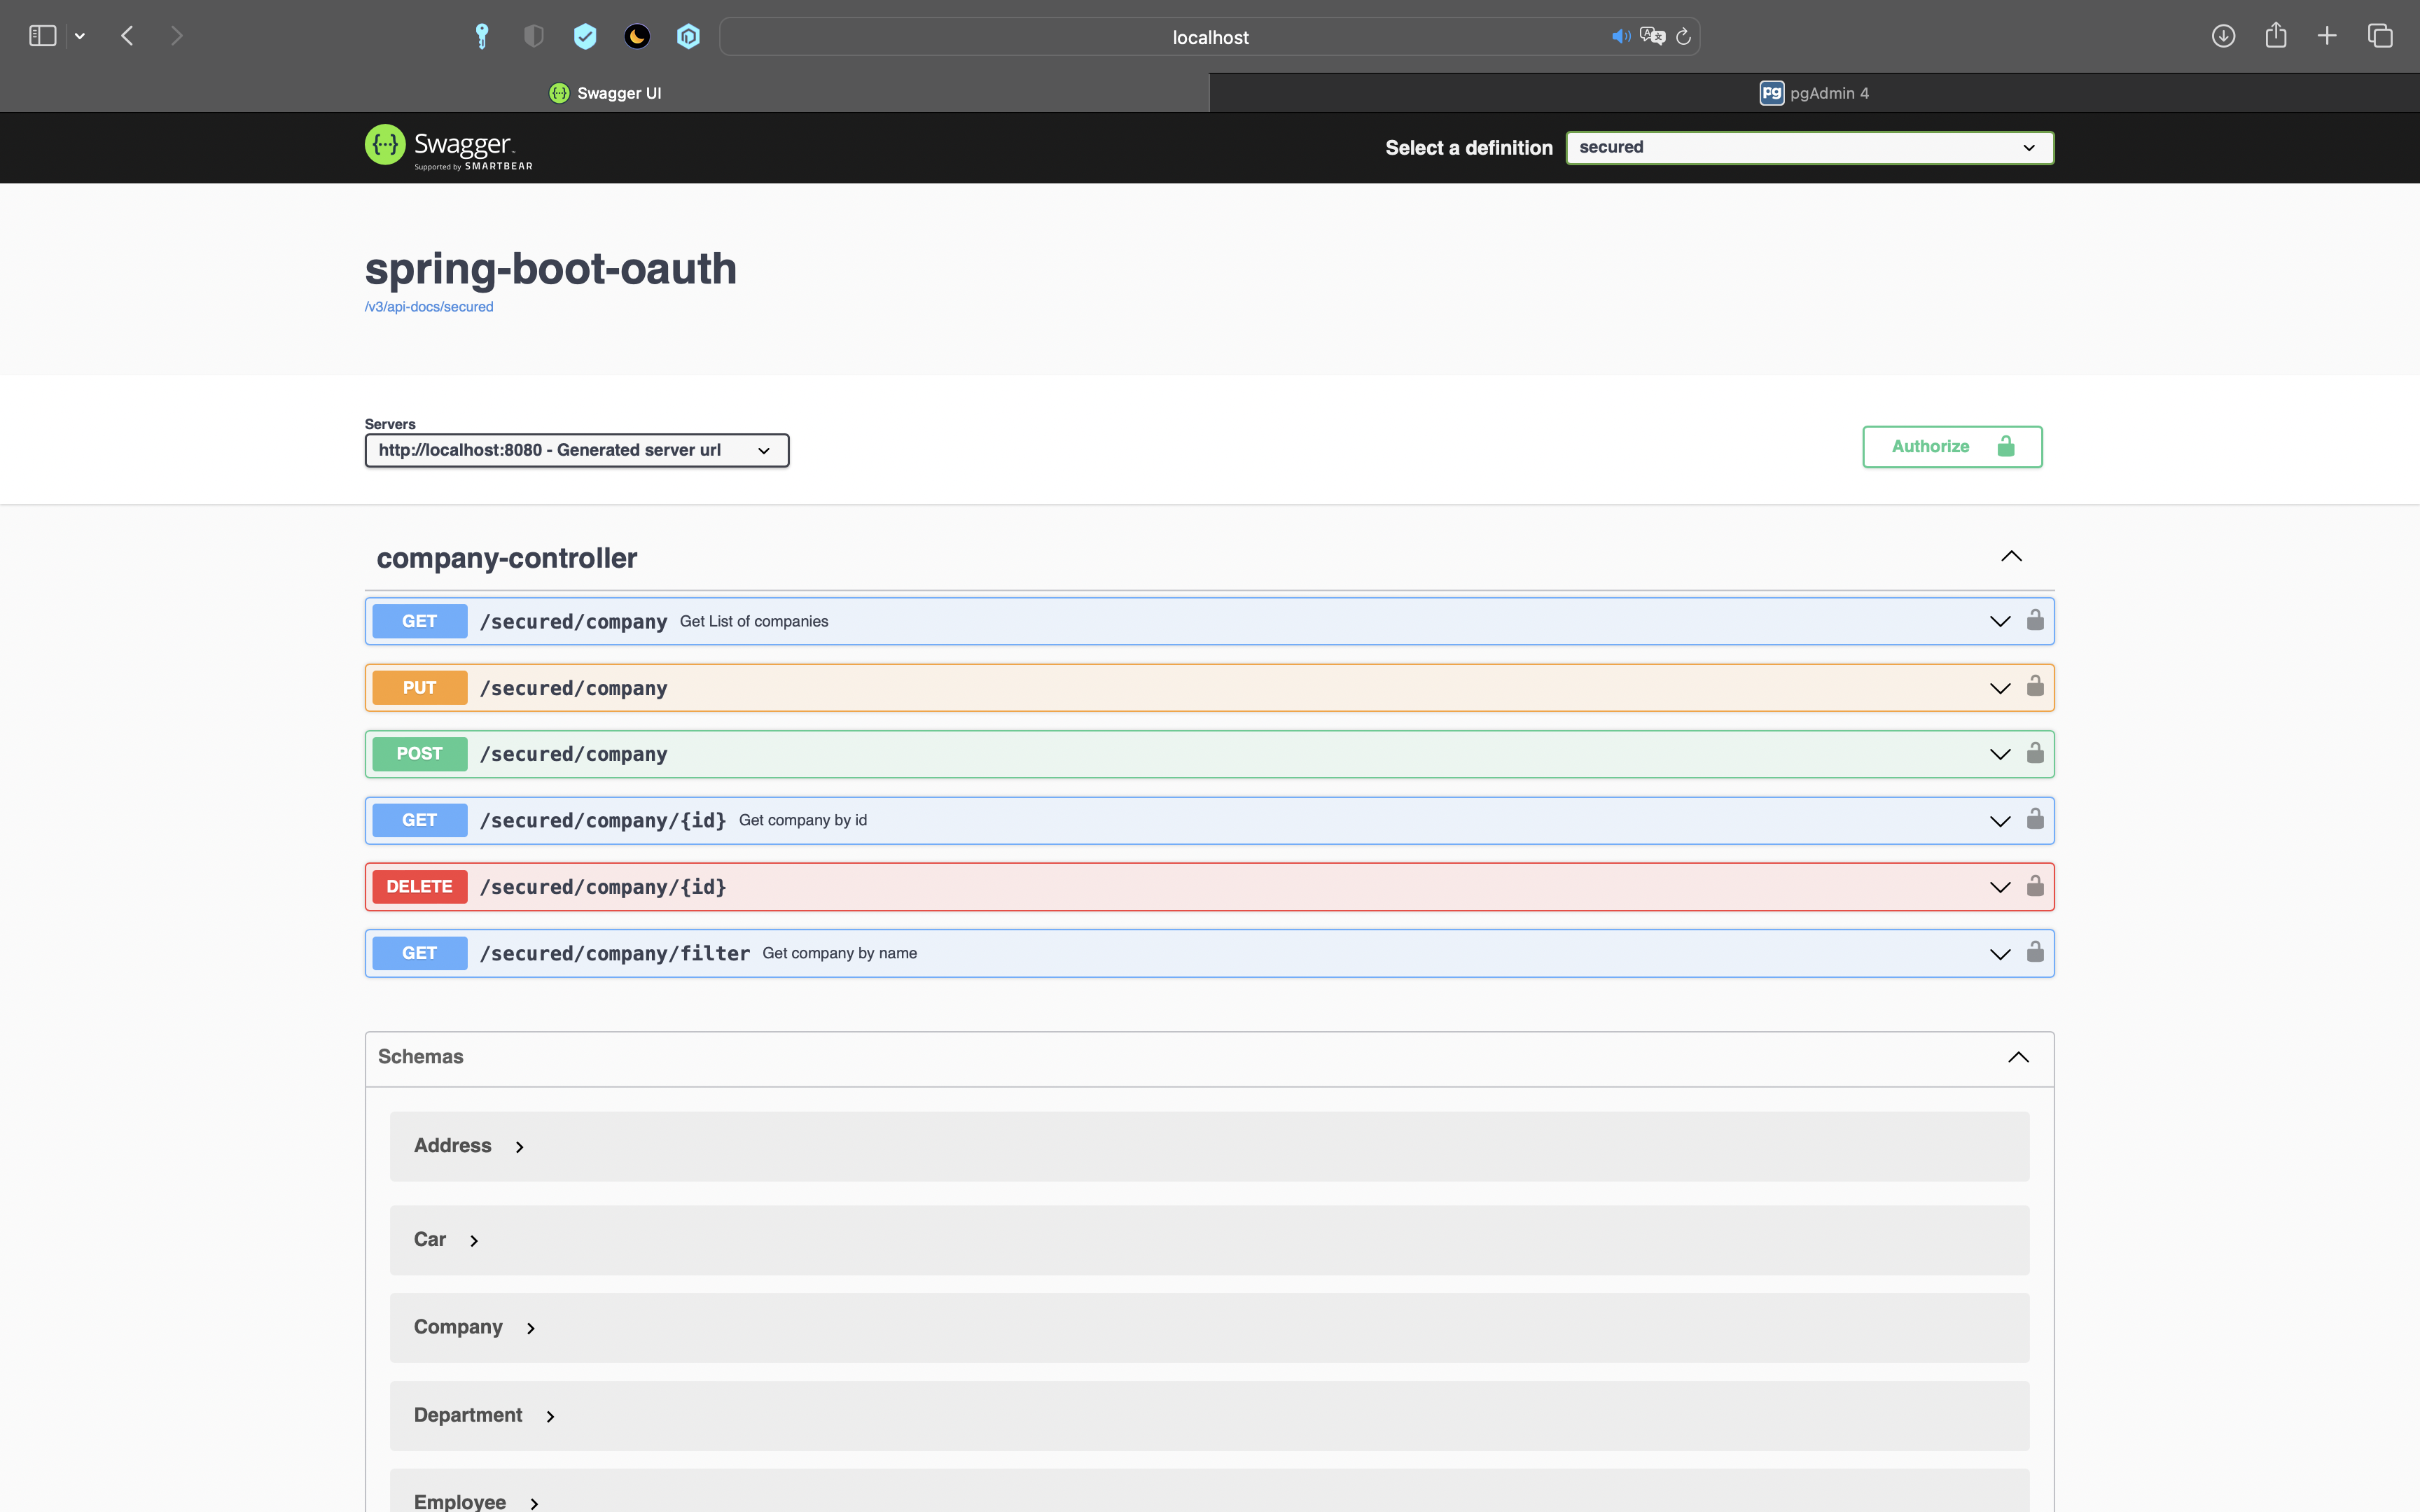 localhost
Swagger UI
pgAdmin 4
Swagger
Supported by SMARTBEAR
Select a definition
secured
spring-boot-oauth
/v3/api-docs/secured
Servers
http://localhost:8080 - Generated server url
Authorize
company-controller
GET /secured/company Get List of companies
PUT /secured/company
POST /secured/company
GET /secured/company/{id} Get company by id
DELETE /secured/company/{id}
GET /secured/company/filter Get company by name
Schemas
Address
Car
Company
Department
Employee